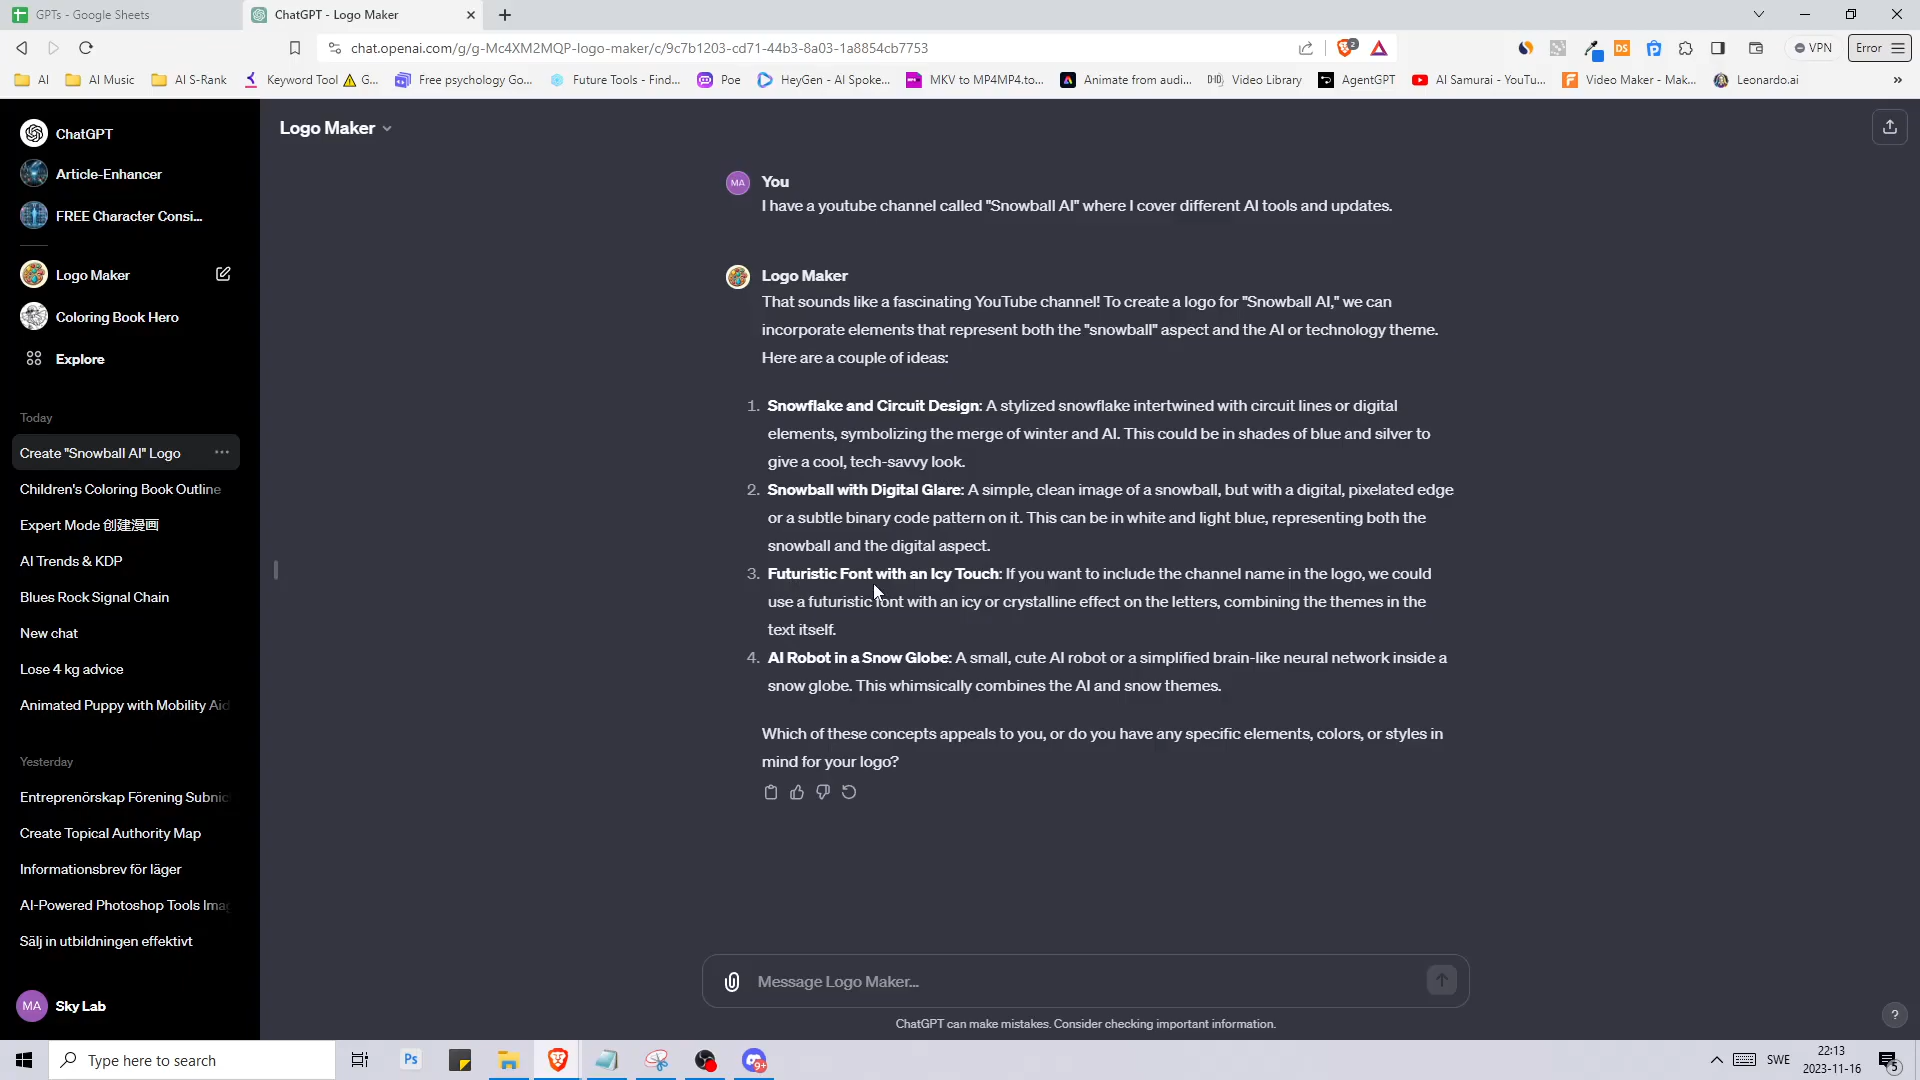 GPTs - Google Sheets
ChatGPT - Logo Maker
chat.openai.com/g/g-Mc4XM2MQP-logo-maker/c/9c7b1203-cd71-44b3-8a03-1a8854cb7753
2
DS
VPN
Error
AI
AI Music
AI S-Rank
Keyword Tool
G...
Free psychology Go...
Future Tools - Find...
Poe
HeyGen - AI Spoke...
MKV to MP4MP4.to...
Animate from audi...
Video Library
AgentGPT
AI Samurai - YouTu...
Video Maker - Mak...
Leonardo.ai
»
ChatGPT
Article-Enhancer
FREE Character Consi...
Logo Maker
Coloring Book Hero
Explore
Today
Create "Snowball AI" Logo
Children's Coloring Book Outline
Expert Mode 创建漫画
AI Trends & KDP
Blues Rock Signal Chain
New chat
Lose 4 kg advice
Animated Puppy with Mobility Aid
Yesterday
Entreprenörskap Förening Subnic
Create Topical Authority Map
Informationsbrev för läger
AI-Powered Photoshop Tools Imag
Sälj in utbildningen effektivt
MA
Sky Lab
Logo Maker
MA
You
I have a youtube channel called "Snowball AI" where I cover different AI tools and updates.
Logo Maker
That sounds like a fascinating YouTube channel! To create a logo for "Snowball AI," we can
incorporate elements that represent both the "snowball" aspect and the AI or technology theme.
Here are a couple of ideas:
1. Snowflake and Circuit Design: A stylized snowflake intertwined with circuit lines or digital
elements, symbolizing the merge of winter and AI. This could be in shades of blue and silver to
give a cool, tech-savvy look.
2. Snowball with Digital Glare: A simple, clean image of a snowball, but with a digital, pixelated edge
or a subtle binary code pattern on it. This can be in white and light blue, representing both the
snowball and the digital aspect.
3. Futuristic Font with an Icy Touch: If you want to include the channel name in the logo, we could
use a futuristic font with an icy or crystalline effect on the letters, combining the themes in the
text itself.
4. AI Robot in a Snow Globe: A small, cute AI robot or a simplified brain-like neural network inside a
snow globe. This whimsically combines the AI and snow themes.
Which of these concepts appeals to you, or do you have any specific elements, colors, or styles in
mind for your logo?
Message Logo Maker...
ChatGPT can make mistakes. Consider checking important information.
?
Type here to search
Ps
9+
SWE
22:13
2023-11-16
5